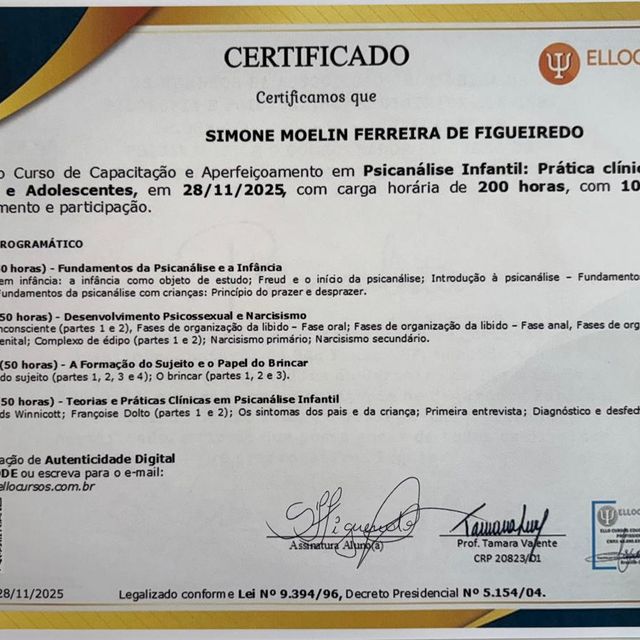 CERTIFICADO
ELLO
Certificamos que
SIMONE MOELIN FERREIRA DE FIGUEIREDO
o Curso de Capacitação e Aperfeiçoamento em Psicanálise Infantil: Prática clíni
e Adolescentes, em 28/11/2025, com carga horária de 200 horas, com 10
mento e participação.
ROGRAMÁTICO
0 horas) - Fundamentos da Psicanálise e a Infância
em infância: a infância como objeto de estudo; Freud e o início da psicanálise; Introdução à psicanálise – Fundamento
undamentos da psicanálise com crianças: Princípio do prazer e desprazer.
50 horas) - Desenvolvimento Psicossexual e Narcisismo
nconsciente (partes 1 e 2), Fases de organização da libido – Fase oral; Fases de organização da libido – Fase anal, Fases de org
enital; Complexo de édipo (partes 1 e 2); Narcisismo primário; Narcisismo secundário.
(50 horas) - A Formação do Sujeito e o Papel do Brincar
do sujeito (partes 1, 2, 3 e 4); O brincar (partes 1, 2 e 3).
50 horas) - Teorias e Práticas Clínicas em Psicanálise Infantil
ds Winnicott; Françoise Dolto (partes 1 e 2); Os sintomas dos pais e da criança; Primeira entrevista; Diagnóstico e desfec
ação de Autenticidade Digital
ODE ou escreva para o e-mail:
ellocursos.com.br
Assinatura Aluno(a)
Prof. Tamara Valente
CRP 20823/01
ELLO
28/11/2025
Legalizado conforme Lei Nº 9.394/96, Decreto Presidencial Nº 5.154/04.